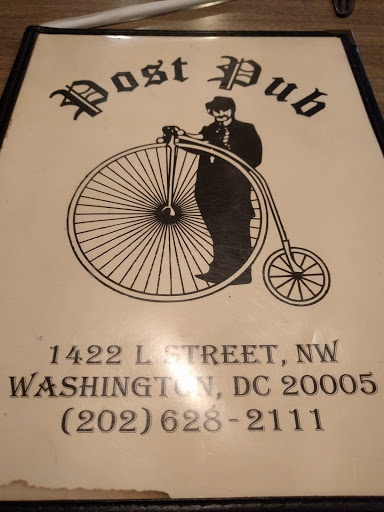 Post Pub
1422 L STREET, NW
WASHINGTON, DC 20005
(202) 628-2111